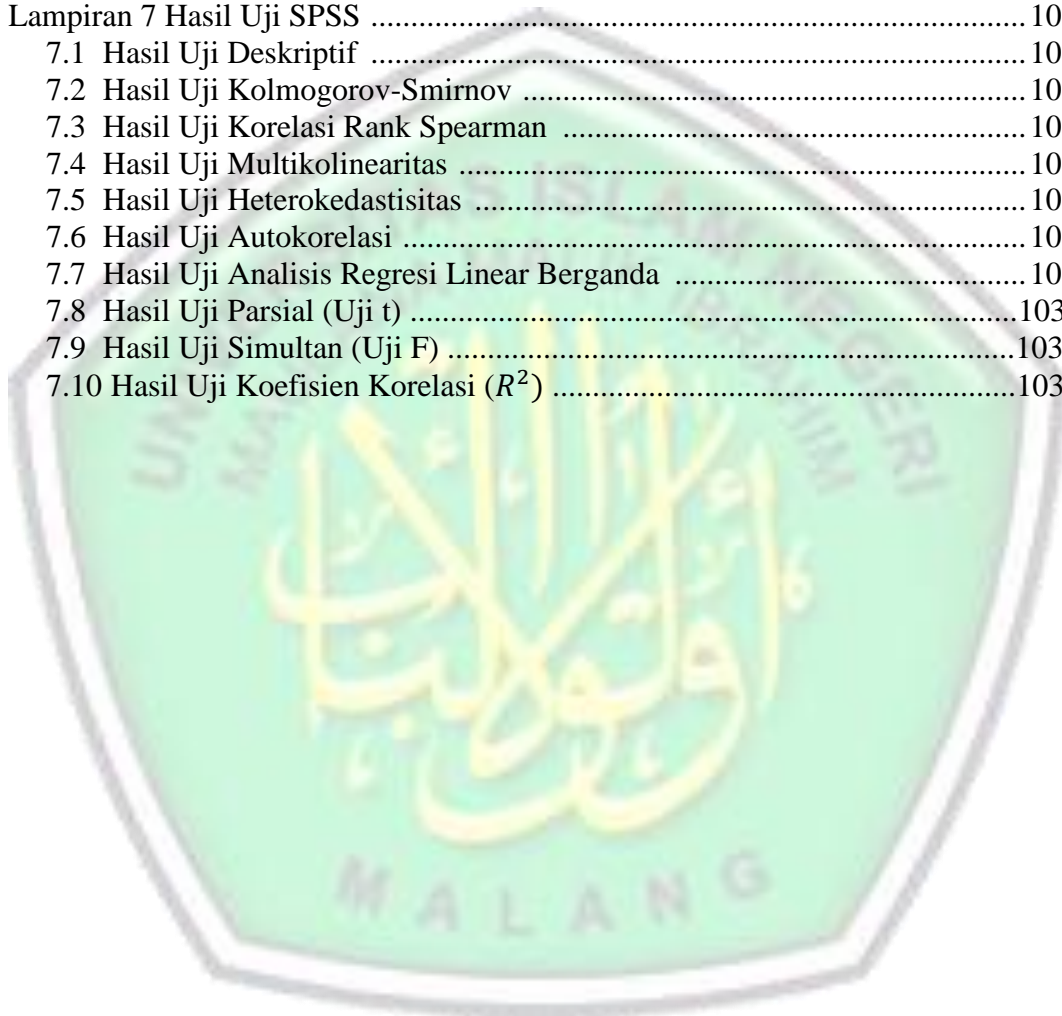 Lampiran 7 Hasil Uji SPSS .......................................................................... 10
7.1 Hasil Uji Deskriptif .......................................................................... 10
7.2 Hasil Uji Kolmogorov-Smirnov .......................................................................... 10
7.3 Hasil Uji Korelasi Rank Spearman .......................................................................... 10
7.4 Hasil Uji Multikolinearitas .......................................................................... 10
7.5 Hasil Uji Heterokedastisitas .......................................................................... 10
7.6 Hasil Uji Autokorelasi .......................................................................... 10
7.7 Hasil Uji Analisis Regresi Linear Berganda .......................................................................... 10
7.8 Hasil Uji Parsial (Uji t) ..........................................................................103
7.9 Hasil Uji Simultan (Uji F) ..........................................................................103
7.10 Hasil Uji Koefisien Korelasi (R²) ..........................................................................103
ISLAM NEGERI
MALANG